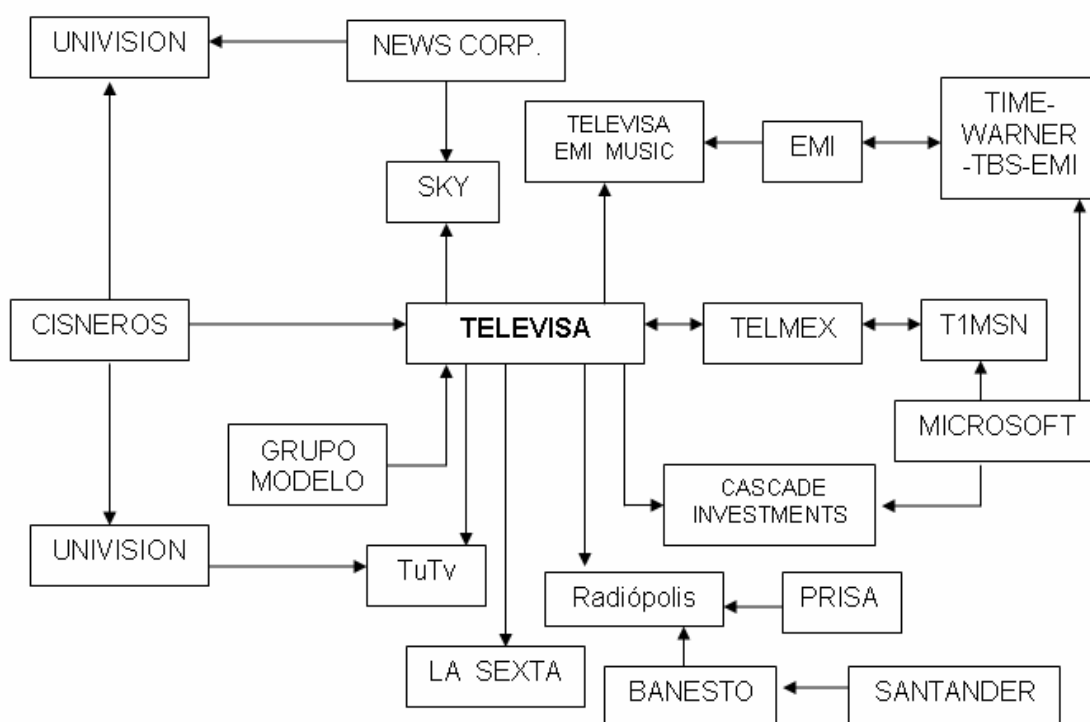 UNIVISION
NEWS CORP.
TELEVISA
EMI MUSIC
EMI
TIME-
WARNER
-TBS-EMI
SKY
CISNEROS
TELEVISA
TELMEX
T1MSN
MICROSOFT
GRUPO
MODELO
CASCADE
INVESTMENTS
UNIVISION
TuTv
Radiópolis
PRISA
LA SEXTA
BANESTO
SANTANDER